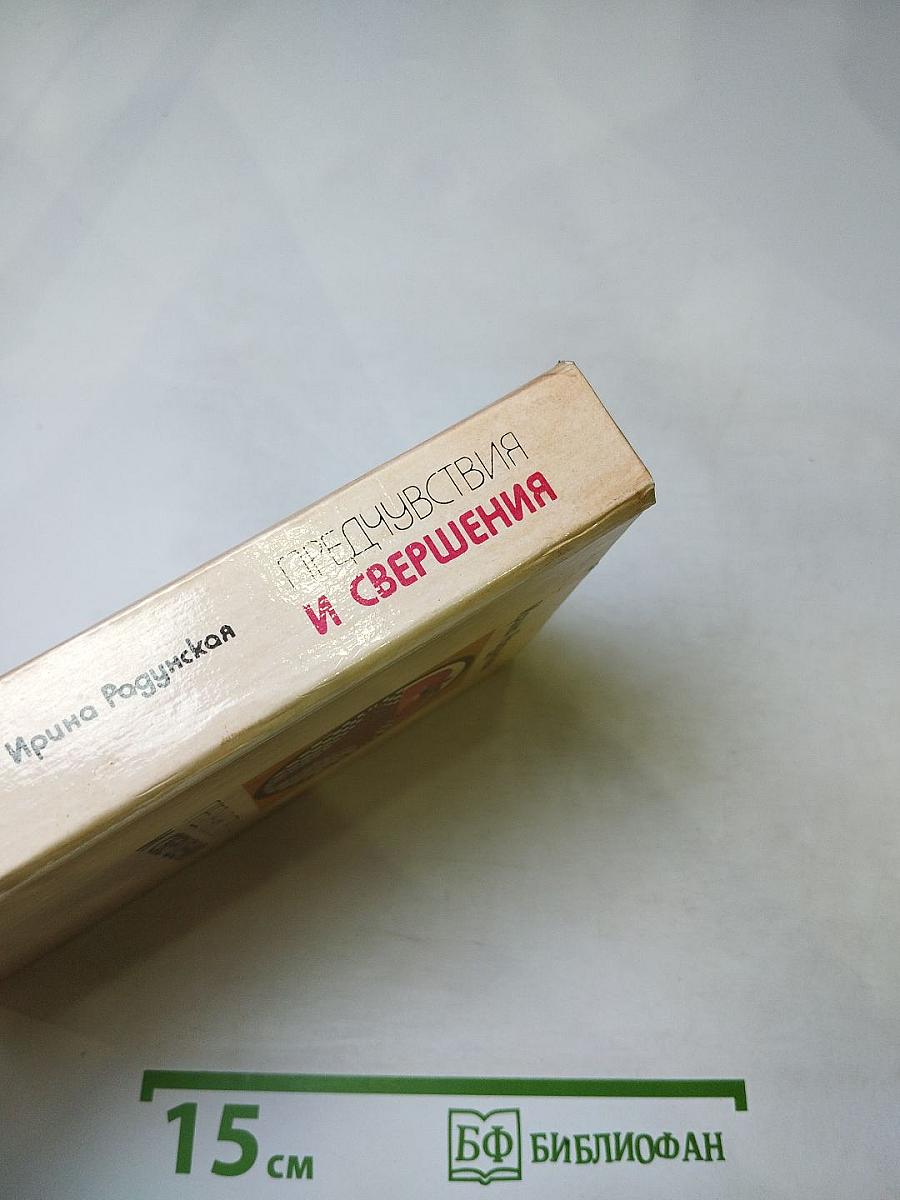 ПРЕДЧУВСТВИЯ
И СВЕРШЕНИЯ
Ирина Радунская
15 см
БФ БИБЛИОФАН